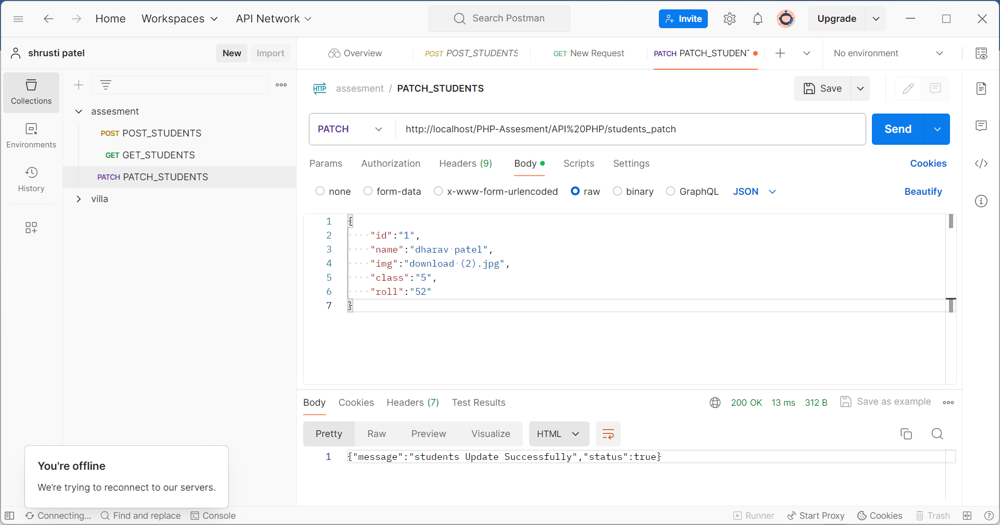 Home Workspaces API Network Search Postman Invite Upgrade
shrusti patel New Import Overview POST POST_STUDENTS GET New Request PATCH PATCH_STUDENT No environment
Collections
Environments
History
assesment
POST POST_STUDENTS
GET GET_STUDENTS
PATCH PATCH_STUDENTS
villa
HTTP assesment / PATCH_STUDENTS Save
PATCH http://localhost/PHP-Assesment/API%20PHP/students_patch Send
Params Authorization Headers (9) Body Scripts Settings Cookies
none form-data x-www-form-urlencoded raw binary GraphQL JSON Beautify
1 {
2 "id":"1",
3 "name":"dharav patel",
4 "img":"download (2).jpg",
5 "class":"5",
6 "roll":"52"
7 }
Body Cookies Headers (7) Test Results 200 OK 13 ms 312 B Save as example
Pretty Raw Preview Visualize HTML
1 {"message":"students Update Successfully","status":true}
You're offline
We’re trying to reconnect to our servers.
Connecting... Find and replace Console Runner Start Proxy Cookies Trash